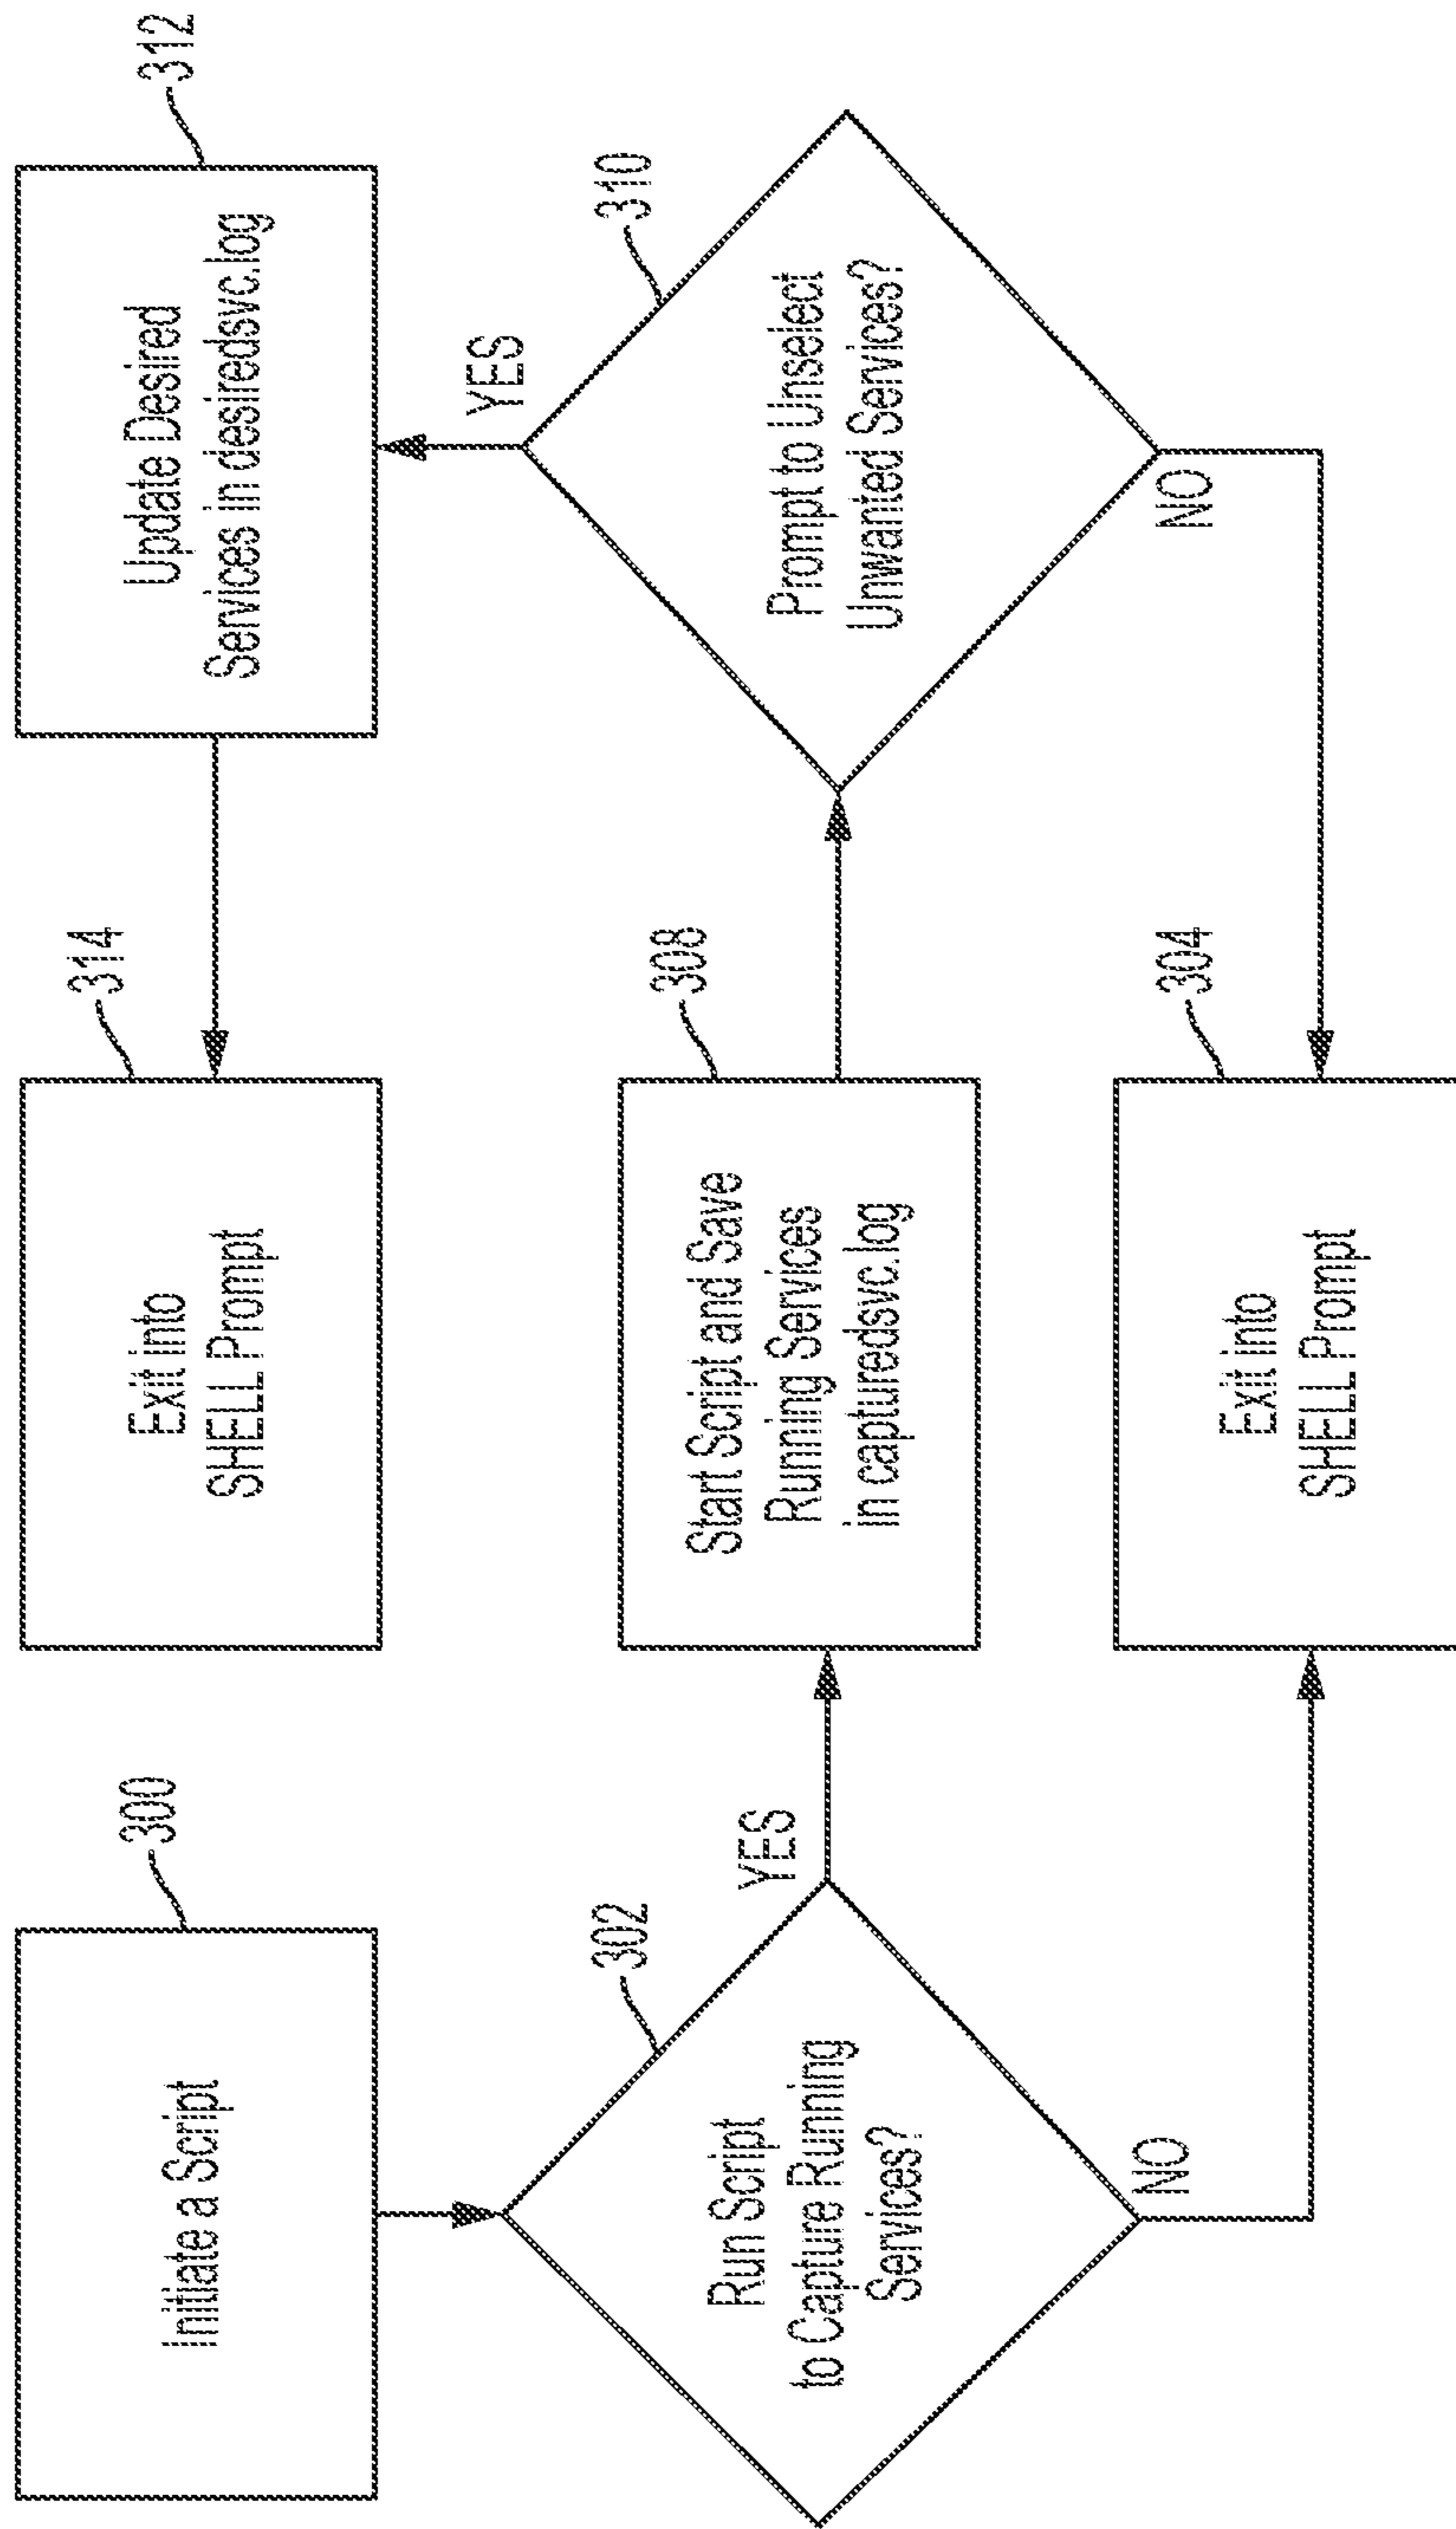 300
Initiate a Script
302
Run Script
to Capture Running
Services?
YES
NO
308
Start Script and Save
Running Services
in capturedsvc.log
304
Exit into
SHELL Prompt
310
Prompt to Unselect
Unwanted Services?
YES
NO
312
Update Desired
Services in desiredsvc.log
314
Exit into
SHELL Prompt